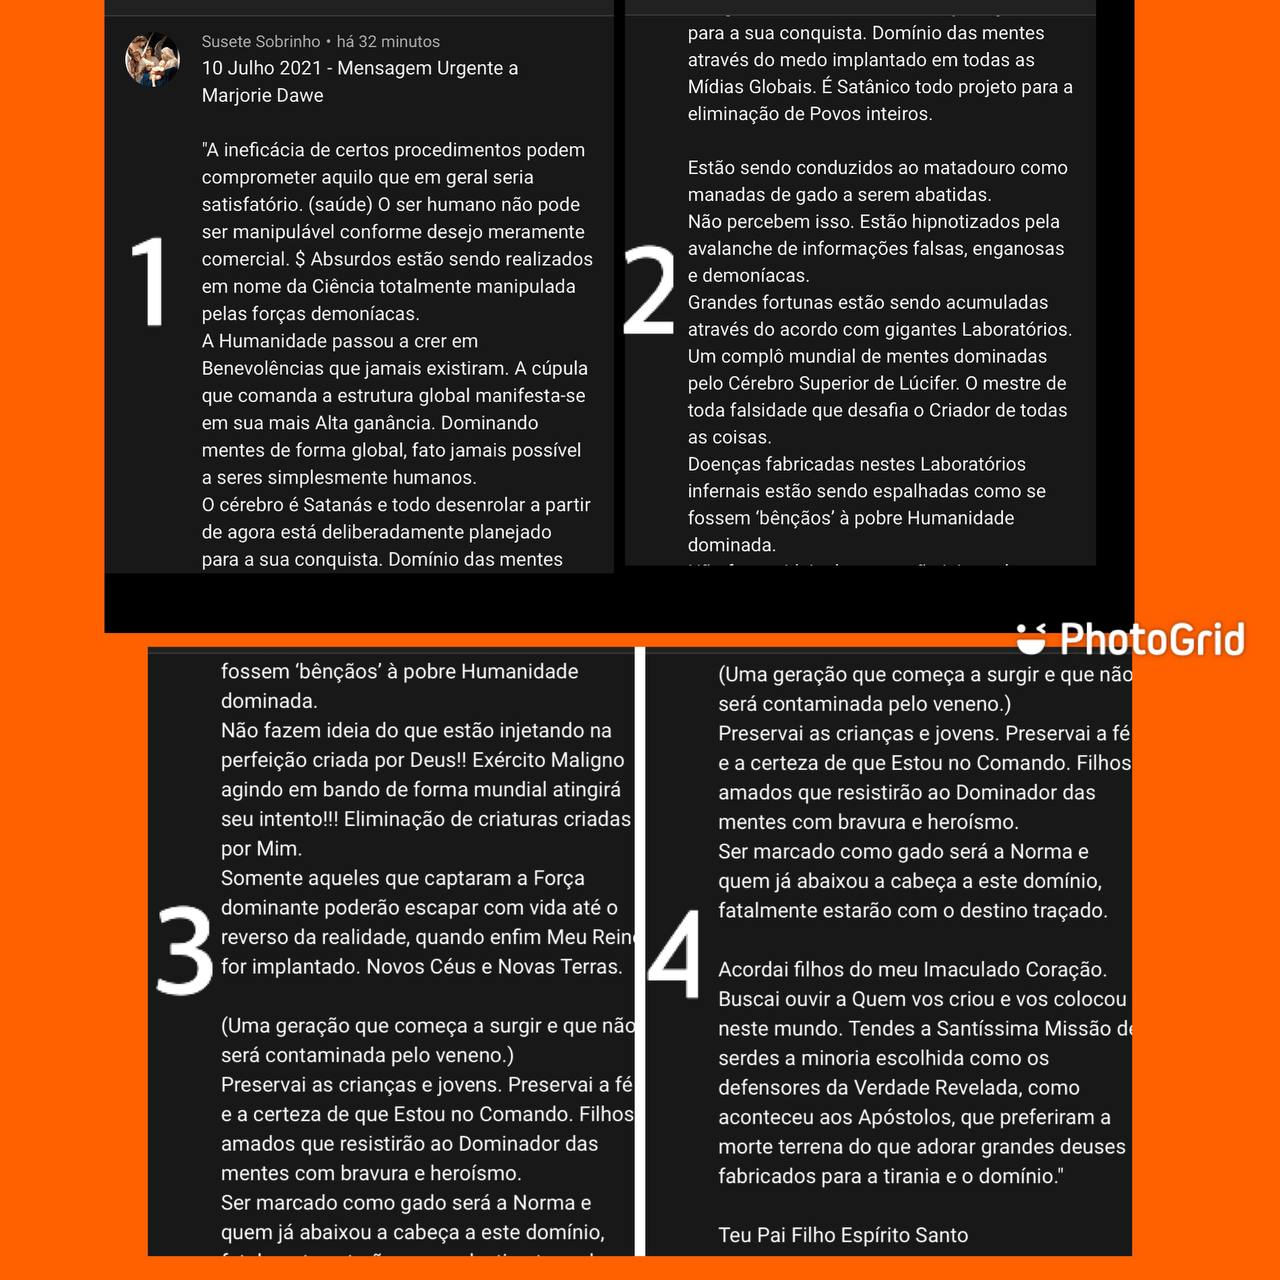 Susete Sobrinho • há 32 minutos
10 Julho 2021 - Mensagem Urgente a
Marjorie Dawe
"A ineficácia de certos procedimentos podem
comprometer aquilo que em geral seria
satisfatório. (saúde) O ser humano não pode
ser manipulável conforme desejo meramente
comercial. $ Absurdos estão sendo realizados
em nome da Ciência totalmente manipulada
pelas forças demoníacas.
A Humanidade passou a crer em
Benevolências que jamais existiram. A cúpula
que comanda a estrutura global manifesta-se
em sua mais Alta ganância. Dominando
mentes de forma global, fato jamais possível
a seres simplesmente humanos.
O cérebro é Satanás e todo desenrolar a partir
de agora está deliberadamente planejado
para a sua conquista. Domínio das mentes
1
para a sua conquista. Domínio das mentes
através do medo implantado em todas as
Mídias Globais. É Satânico todo projeto para a
eliminação de Povos inteiros.
Estão sendo conduzidos ao matadouro como
manadas de gado a serem abatidas.
Não percebem isso. Estão hipnotizados pela
avalanche de informações falsas, enganosas
e demoníacas.
Grandes fortunas estão sendo acumuladas
através do acordo com gigantes Laboratórios.
Um complô mundial de mentes dominadas
pelo Cérebro Superior de Lúcifer. O mestre de
toda falsidade que desafia o Criador de todas
as coisas.
Doenças fabricadas nestes Laboratórios
infernais estão sendo espalhadas como se
fossem ‘bênçãos’ à pobre Humanidade
dominada.
2
PhotoGrid
fossem ‘bênçãos’ à pobre Humanidade
dominada.
Não fazem ideia do que estão injetando na
perfeição criada por Deus!! Exército Maligno
agindo em bando de forma mundial atingirá
seu intento!!! Eliminação de criaturas criadas
por Mim.
Somente aqueles que captaram a Força
dominante poderão escapar com vida até o
reverso da realidade, quando enfim Meu Rein
for implantado. Novos Céus e Novas Terras.
(Uma geração que começa a surgir e que não
será contaminada pelo veneno.)
Preservai as crianças e jovens. Preservai a fé
e a certeza de que Estou no Comando. Filhos
amados que resistirão ao Dominador das
mentes com bravura e heroísmo.
Ser marcado como gado será a Norma e
quem já abaixou a cabeça a este domínio,
3
(Uma geração que começa a surgir e que não
será contaminada pelo veneno.)
Preservai as crianças e jovens. Preservai a fé
e a certeza de que Estou no Comando. Filhos
amados que resistirão ao Dominador das
mentes com bravura e heroísmo.
Ser marcado como gado será a Norma e
quem já abaixou a cabeça a este domínio,
fatalmente estarão com o destino traçado.
Acordai filhos do meu Imaculado Coração.
Buscai ouvir a Quem vos criou e vos colocou
neste mundo. Tendes a Santíssima Missão de
serdes a minoria escolhida como os
defensores da Verdade Revelada, como
aconteceu aos Apóstolos, que preferiram a
morte terrena do que adorar grandes deuses
fabricados para a tirania e o domínio."
Teu Pai Filho Espírito Santo
4